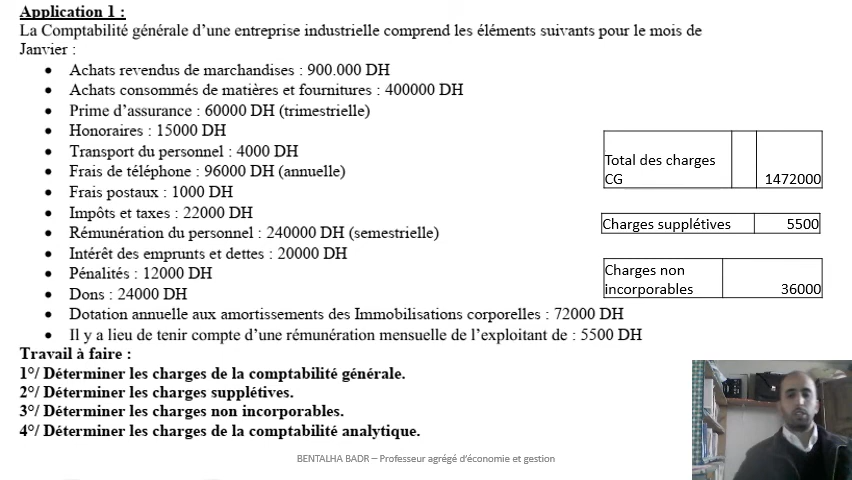 Application 1 :
La Comptabilité générale d’une entreprise industrielle comprend les éléments suivants pour le mois de
Janvier :
• Achats revendus de marchandises : 900.000 DH
• Achats consommés de matières et fournitures : 400000 DH
• Prime d’assurance : 60000 DH (trimestrielle)
• Honoraires : 15000 DH
• Transport du personnel : 4000 DH
• Frais de téléphone : 96000 DH (annuelle)
• Frais postaux : 1000 DH
• Impôts et taxes : 22000 DH
• Rémunération du personnel : 240000 DH (semestrielle)
• Intérêt des emprunts et dettes : 20000 DH
• Pénalités : 12000 DH
• Dons : 24000 DH
• Dotation annuelle aux amortissements des Immobilisations corporelles : 72000 DH
• Il y a lieu de tenir compte d’une rémunération mensuelle de l’exploitant de : 5500 DH
Total des charges
CG 1472000
Charges supplétives 5500
Charges non
incorporables 36000
Travail à faire :
1°/ Déterminer les charges de la comptabilité générale.
2°/ Déterminer les charges supplétives.
3°/ Déterminer les charges non incorporables.
4°/ Déterminer les charges de la comptabilité analytique.
BENTALHA BADR – Professeur agrégé d’économie et gestion